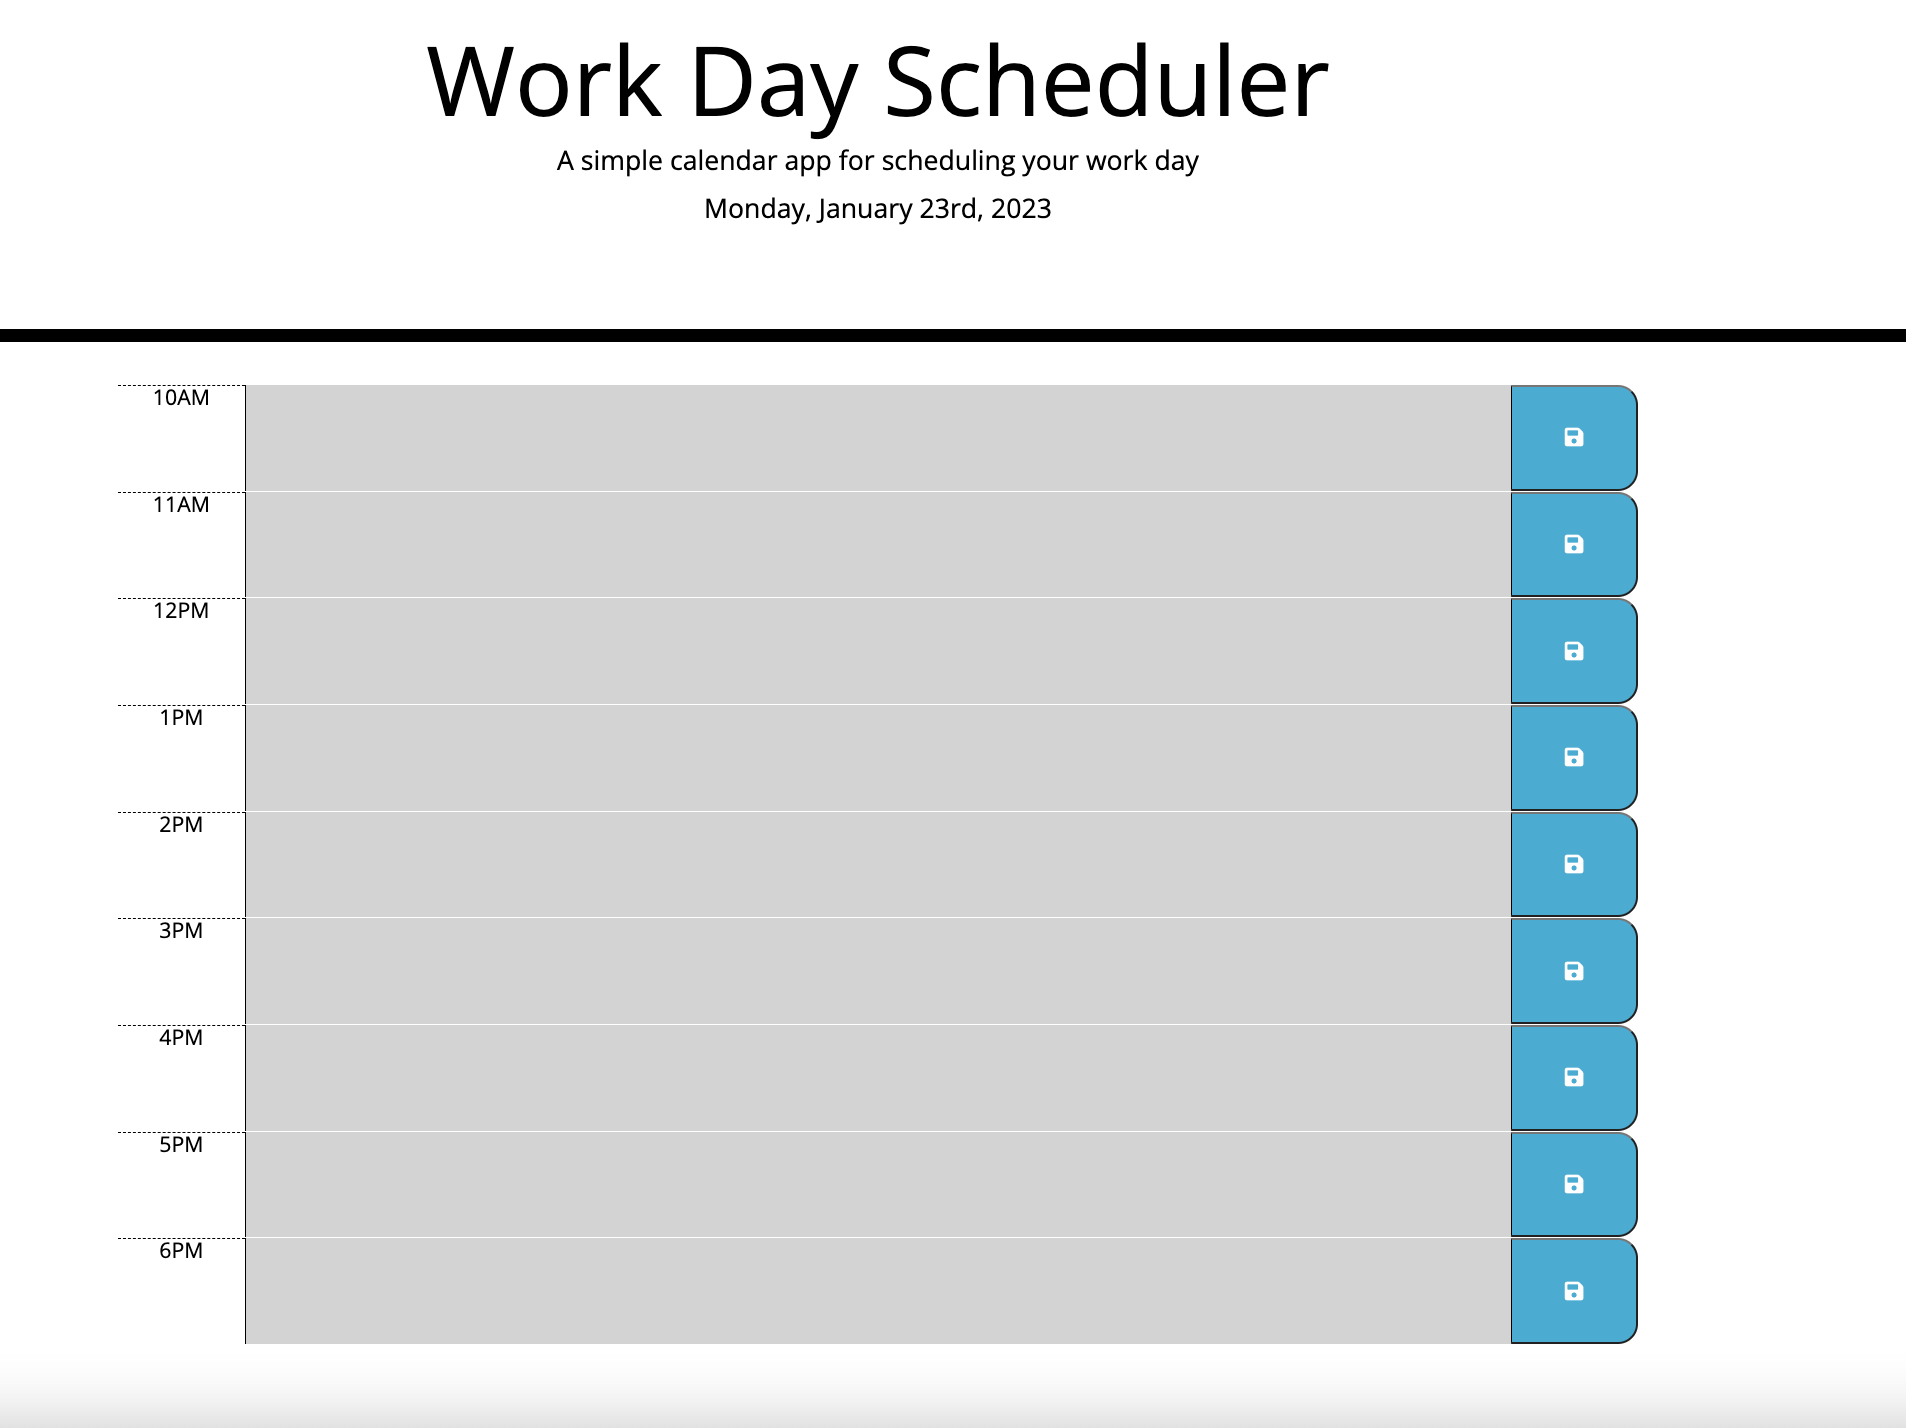 Work Day Scheduler
A simple calendar app for scheduling your work day
Monday, January 23rd, 2023
10AM
11AM
12PM
1PM
2PM
3PM
4PM
5PM
6PM